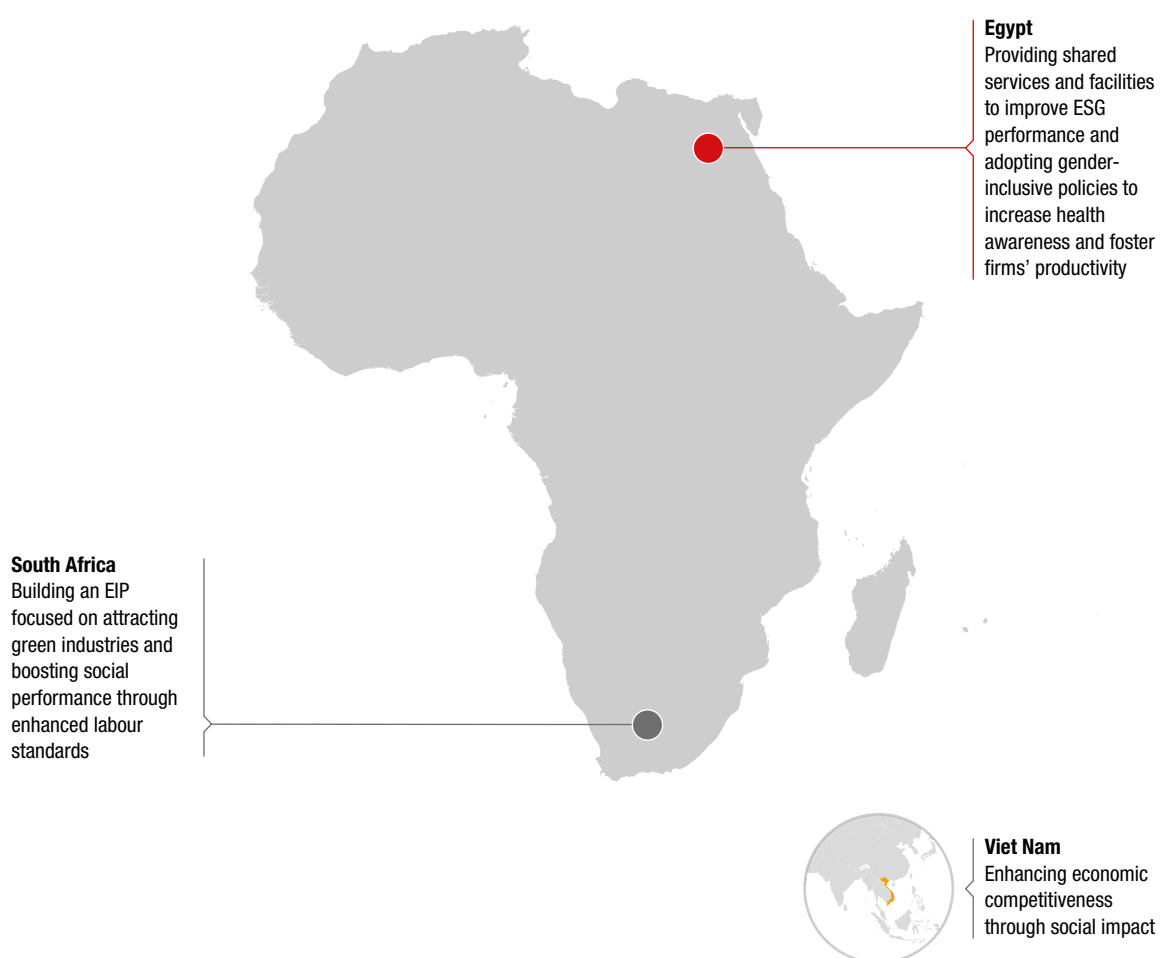 Egypt
Providing shared
services and facilities
to improve ESG
performance and
adopting gender-
inclusive policies to
increase health
awareness and foster
firms’ productivity
South Africa
Building an EIP
focused on attracting
green industries and
boosting social
performance through
enhanced labour
standards
Viet Nam
Enhancing economic
competitiveness
through social impact